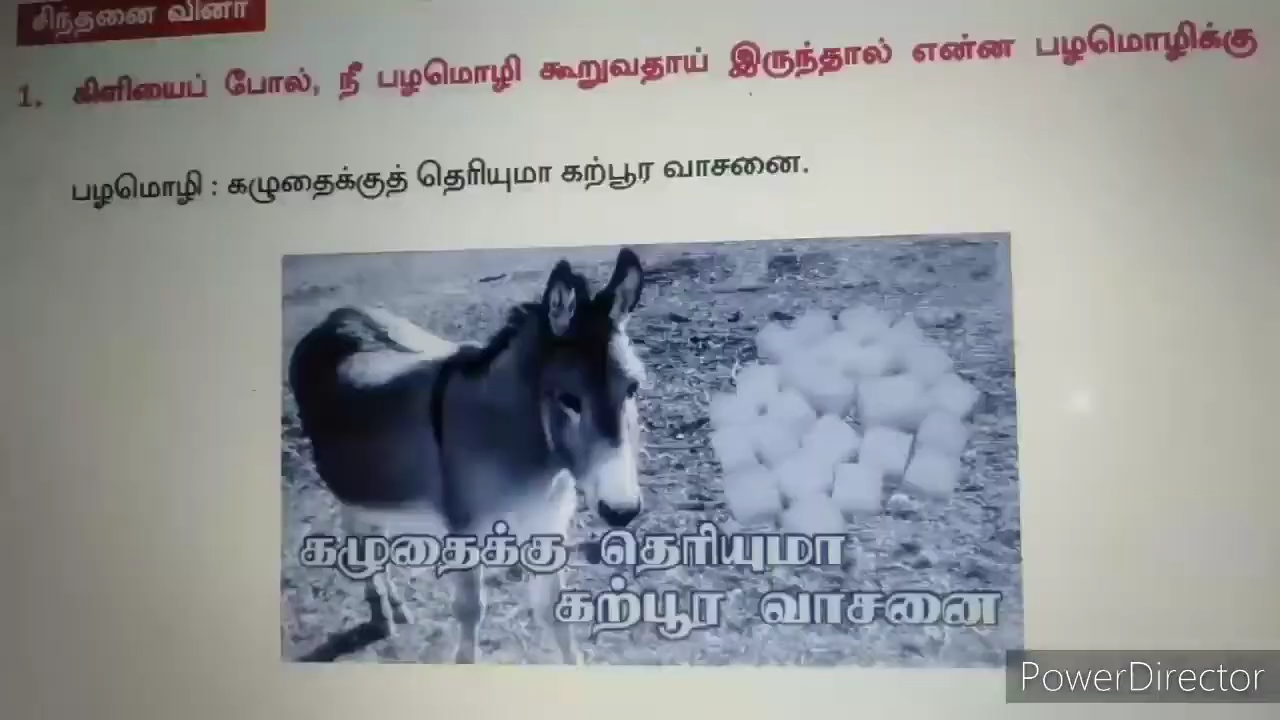 சிந்தனை வினா
1. கிளியைப் போல், நீ பழமொழி கூறுவதாய் இருந்தால் என்ன பழமொழிக்கு
பழமொழி : கழுதைக்குத் தெரியுமா கற்பூர வாசனை.
கழுதைக்கு தெரியுமா
கற்பூர வாசனை
PowerDirector